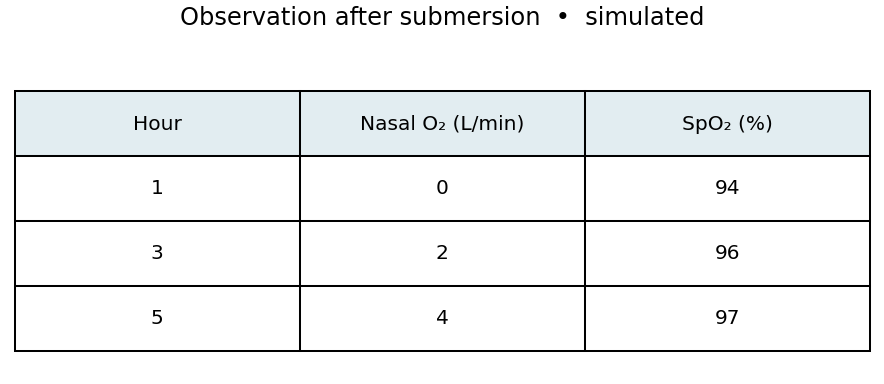 Observation after submersion • simulated
Hour Nasal O₂ (L/min) SpO₂ (%)
1 0 94
3 2 96
5 4 97